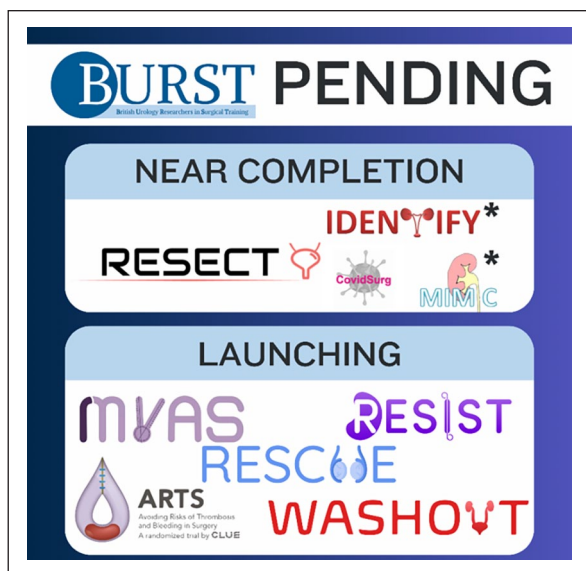 BURST PENDING
British Urology Researchers in Surgical Training
NEAR COMPLETION
IDENTIFY*
RESECT
CovidSurg
*
MIMIC
LAUNCHING
MVAS
RESIST
RESCUE
ARTS
Avoiding Risks of Thrombosis
and Bleeding in Surgery
A randomized trial by CLUE
WASHOUT